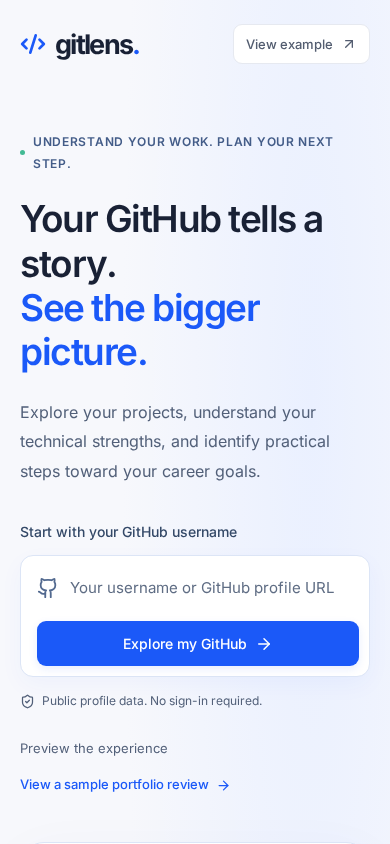 gitlens.
View example
UNDERSTAND YOUR WORK. PLAN YOUR NEXT
STEP.
Your GitHub tells a
story.
See the bigger
picture.
Explore your projects, understand your
technical strengths, and identify practical
steps toward your career goals.
Start with your GitHub username
Your username or GitHub profile URL
Explore my GitHub
Public profile data. No sign-in required.
Preview the experience
View a sample portfolio review